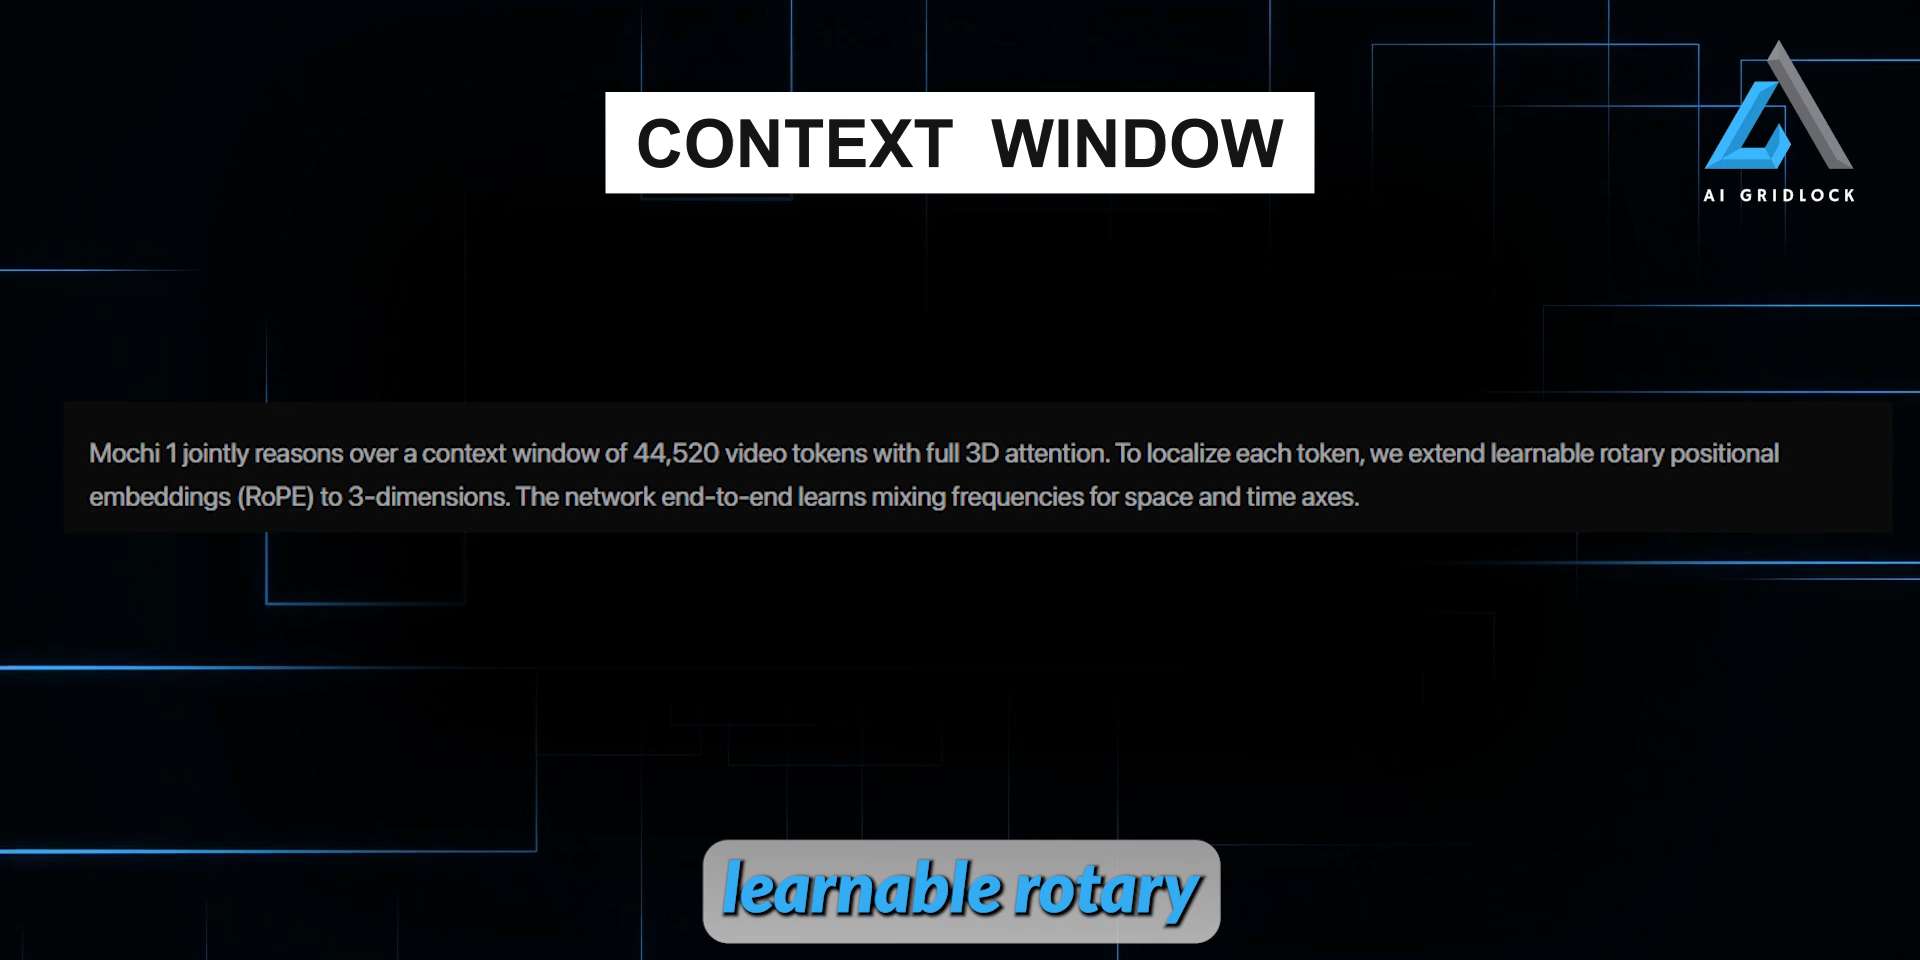 CONTEXT WINDOW
AI GRIDLOCK
Mochi 1 jointly reasons over a context window of 44,520 video tokens with full 3D attention. To localize each token, we extend learnable rotary positional
embeddings (RoPE) to 3-dimensions. The network end-to-end learns mixing frequencies for space and time axes.
learnable rotary